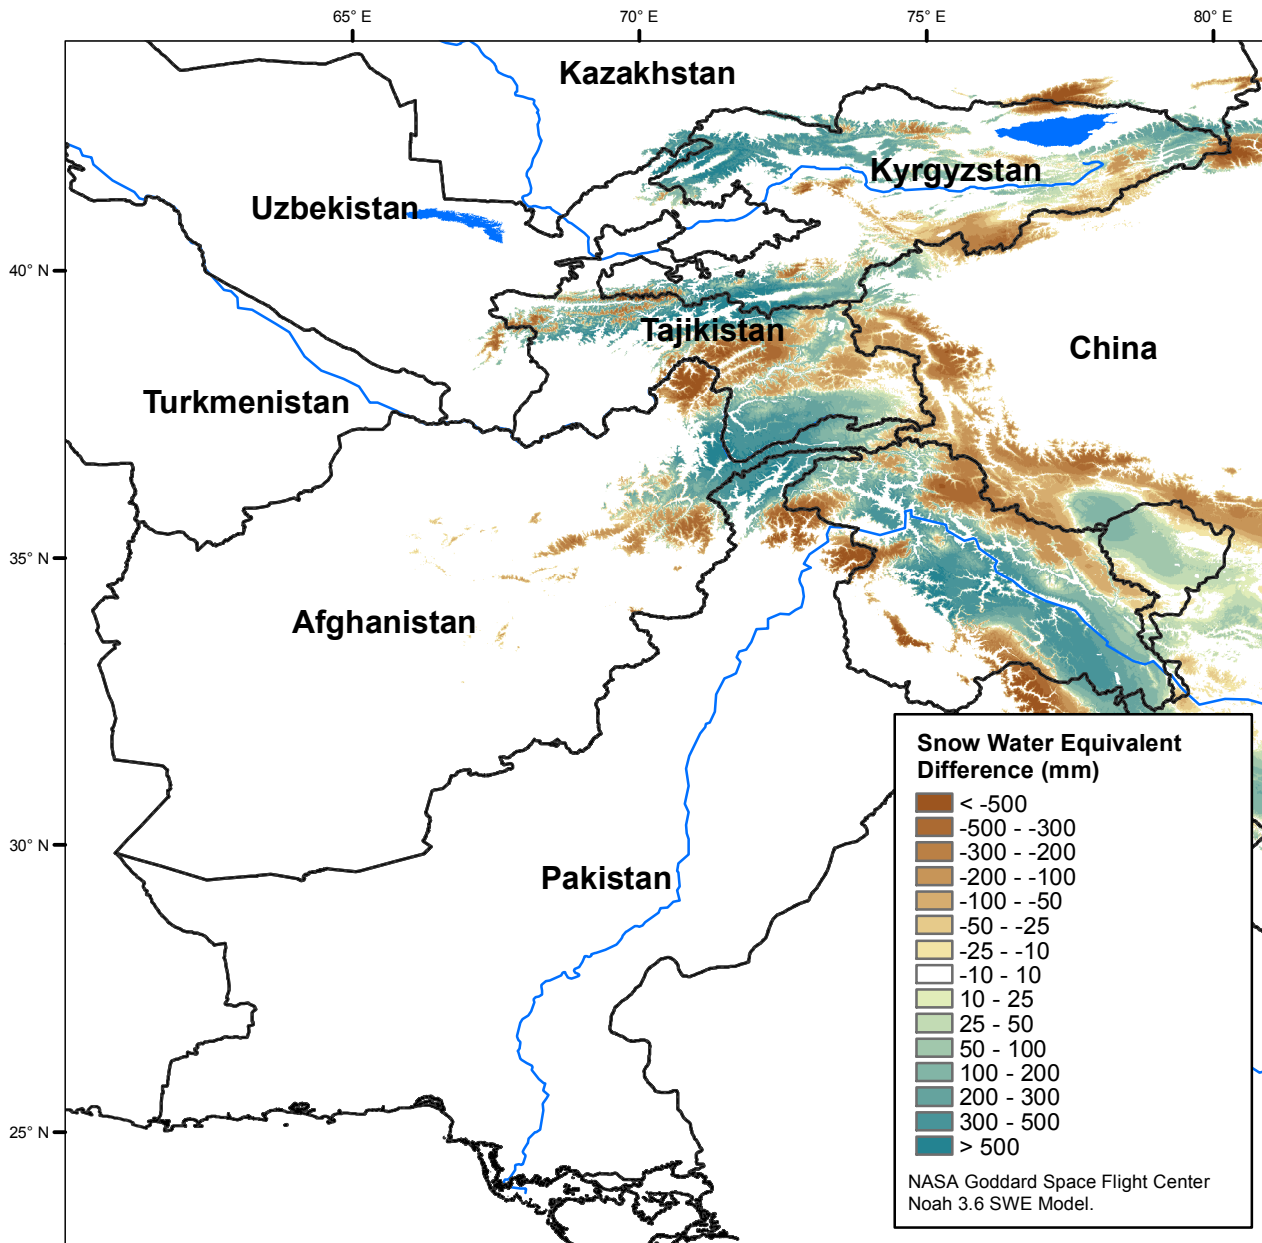 65° E
70° E
75° E
80° E
Kazakhstan
Kyrgyzstan
Uzbekistan
40° N
Tajikistan
China
Turkmenistan
35° N
Afghanistan
Snow Water Equivalent
Difference (mm)
< -500
-500 - -300
-300 - -200
-200 - -100
-100 - -50
-50 - -25
-25 - -10
-10 - 10
10 - 25
25 - 50
50 - 100
100 - 200
200 - 300
300 - 500
> 500
NASA Goddard Space Flight Center
Noah 3.6 SWE Model.
30° N
Pakistan
25° N